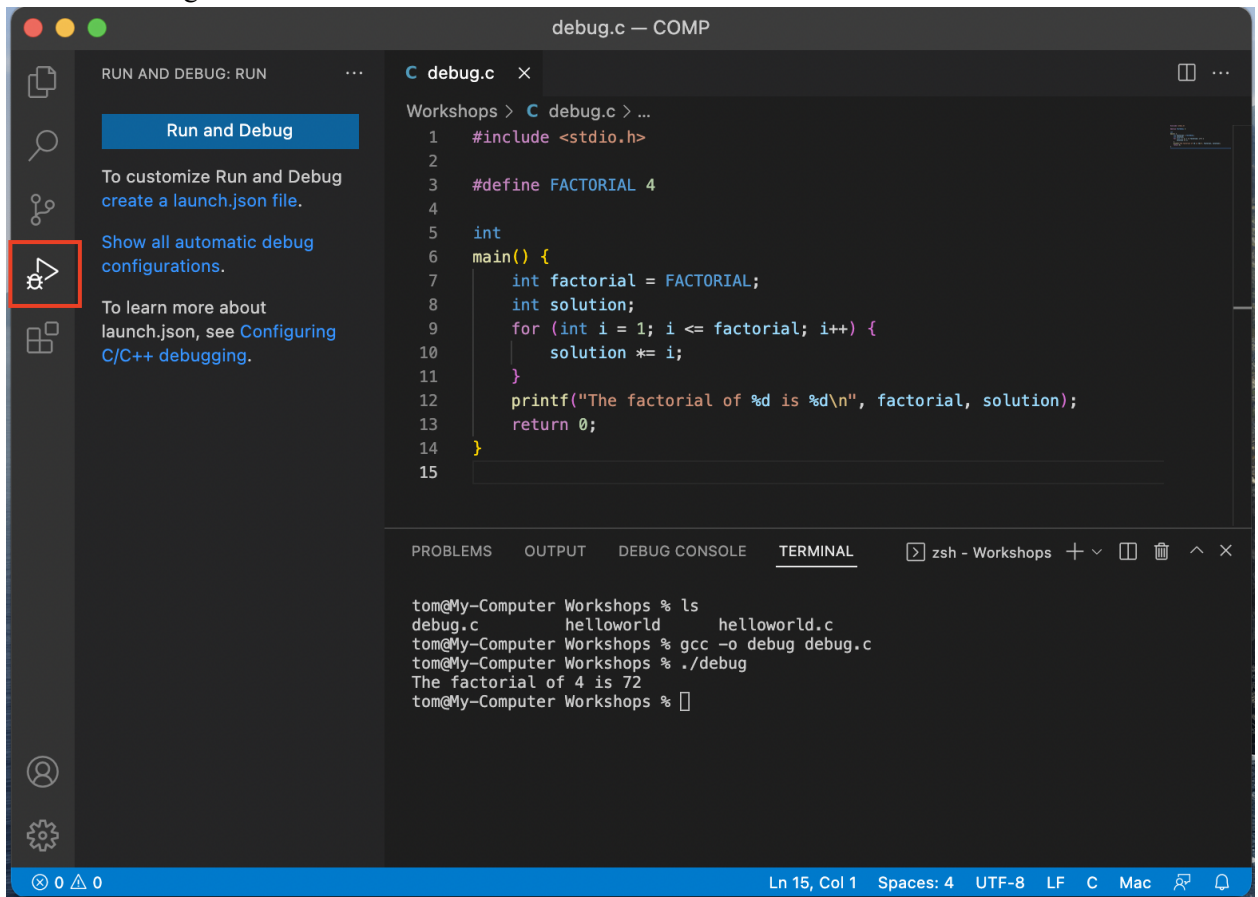 debug.c — COMP
RUN AND DEBUG: RUN ···
Run and Debug
To customize Run and Debug
create a launch.json file.
Show all automatic debug
configurations.
To learn more about
launch.json, see Configuring
C/C++ debugging.
C debug.c ×
Workshops > C debug.c > ...
1 #include <stdio.h>
2
3 #define FACTORIAL 4
4
5 int
6 main() {
7     int factorial = FACTORIAL;
8     int solution;
9     for (int i = 1; i <= factorial; i++) {
10         solution *= i;
11     }
12     printf("The factorial of %d is %d\n", factorial, solution);
13     return 0;
14 }
15
PROBLEMS OUTPUT DEBUG CONSOLE TERMINAL zsh - Workshops
tom@My-Computer Workshops % ls
debug.c helloworld helloworld.c
tom@My-Computer Workshops % gcc -o debug debug.c
tom@My-Computer Workshops % ./debug
The factorial of 4 is 72
tom@My-Computer Workshops %
0 0 Ln 15, Col 1 Spaces: 4 UTF-8 LF C Mac